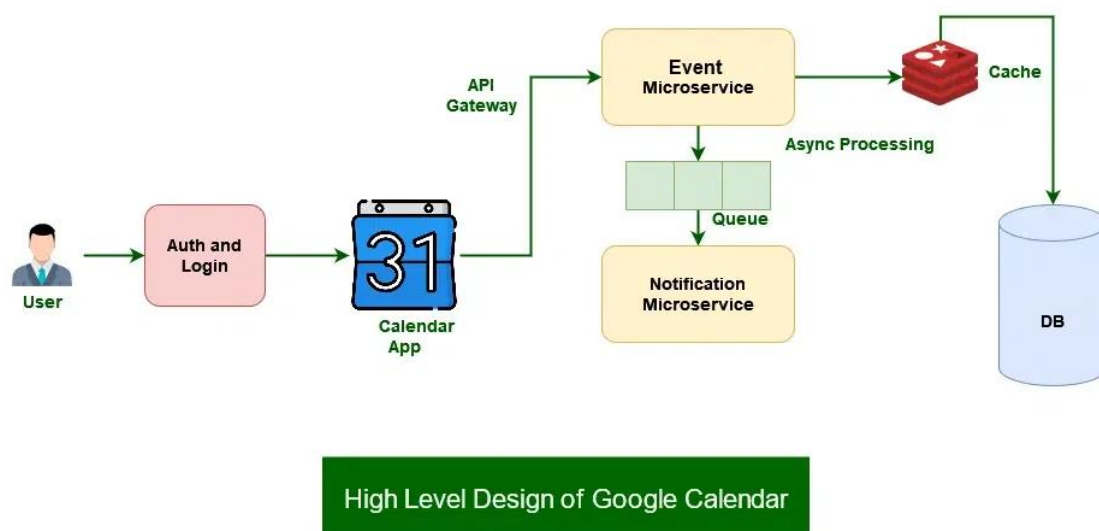 User
Auth and
Login
31
Calendar
App
API
Gateway
Event
Microservice
Async Processing
Queue
Notification
Microservice
Cache
DB
High Level Design of Google Calendar